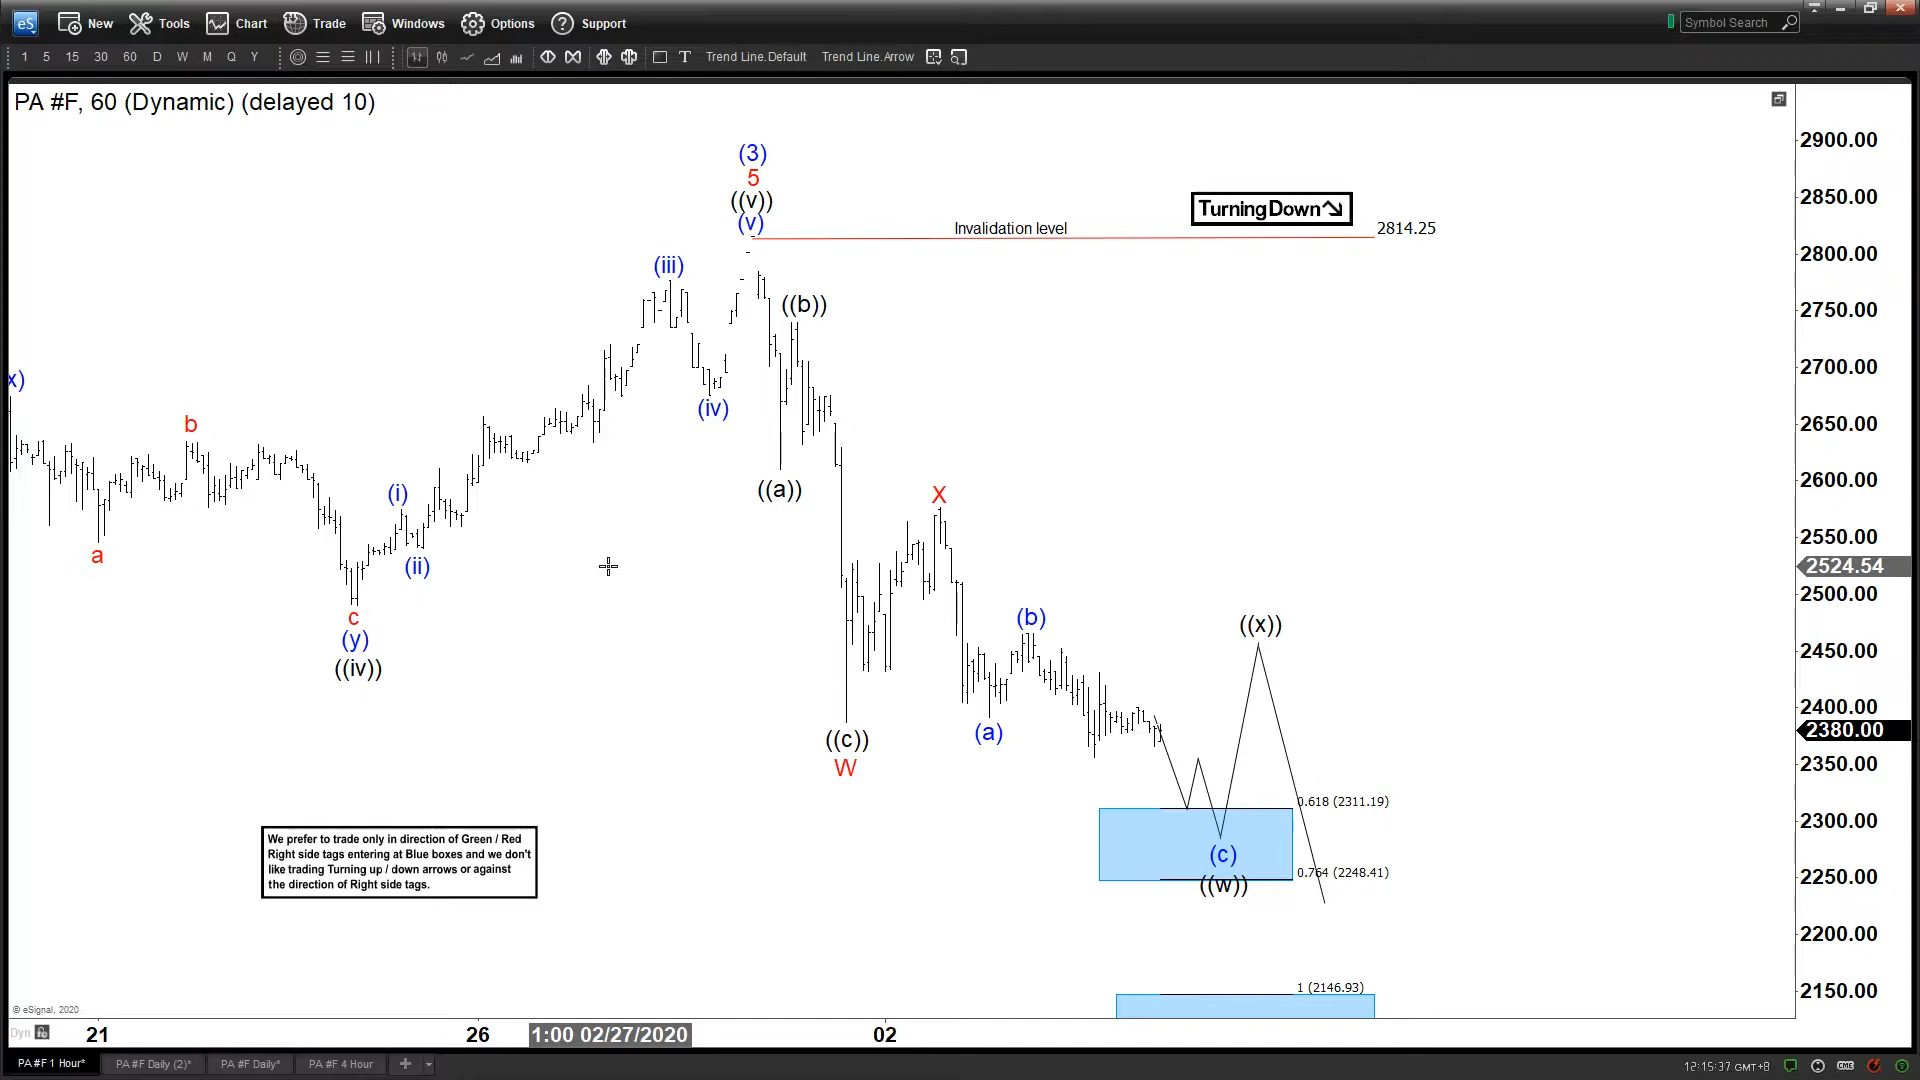 eS New Tools Chart Trade Windows Options Support Symbol Search
1 5 15 30 60 D W M Q Y T Trend Line.Default Trend Line.Arrow
PA #F, 60 (Dynamic) (delayed 10)
(3)
5
((v))
(v)
TurningDown
Invalidation level
2814.25
(iii)
((b))
x)
(iv)
b
((a))
(i)
X
a
(ii)
c
(y)
((iv))
(b)
((x))
(a)
((c))
W
0.618 (2311.19)
(c)
0.764 (2248.41)
((w))
We prefer to trade only in direction of Green / Red
Right side tags entering at Blue boxes and we don't
like trading Turning up / down arrows or against
the direction of Right side tags.
1 (2146.93)
2900.00
2850.00
2800.00
2750.00
2700.00
2650.00
2600.00
2550.00
2524.54
2500.00
2450.00
2400.00
2380.00
2350.00
2300.00
2250.00
2200.00
2150.00
© eSignal, 2020
Dyn 21 26 1:00 02/27/2020 02
PA #F 1 Hour* PA #F Daily (2)* PA #F Daily* PA #F 4 Hour + 12:15:37 GMT+8 CME